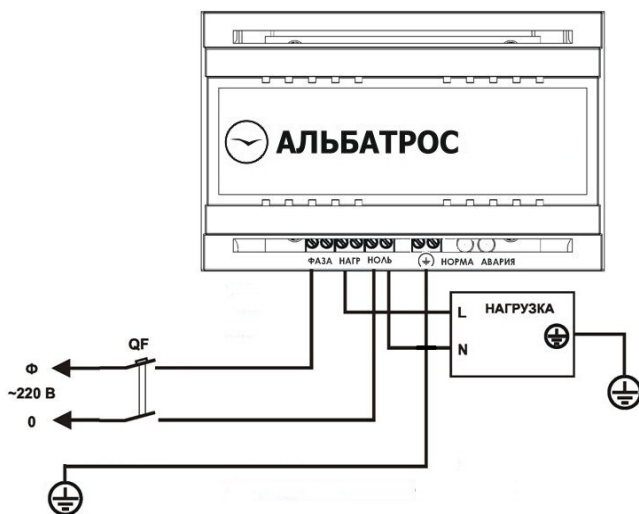 АЛЬБАТРОС
ФАЗА НАГР НОЛЬ НОРМА АВАРИЯ
L НАГРУЗКА
N
QF
Ф
~220 В
0